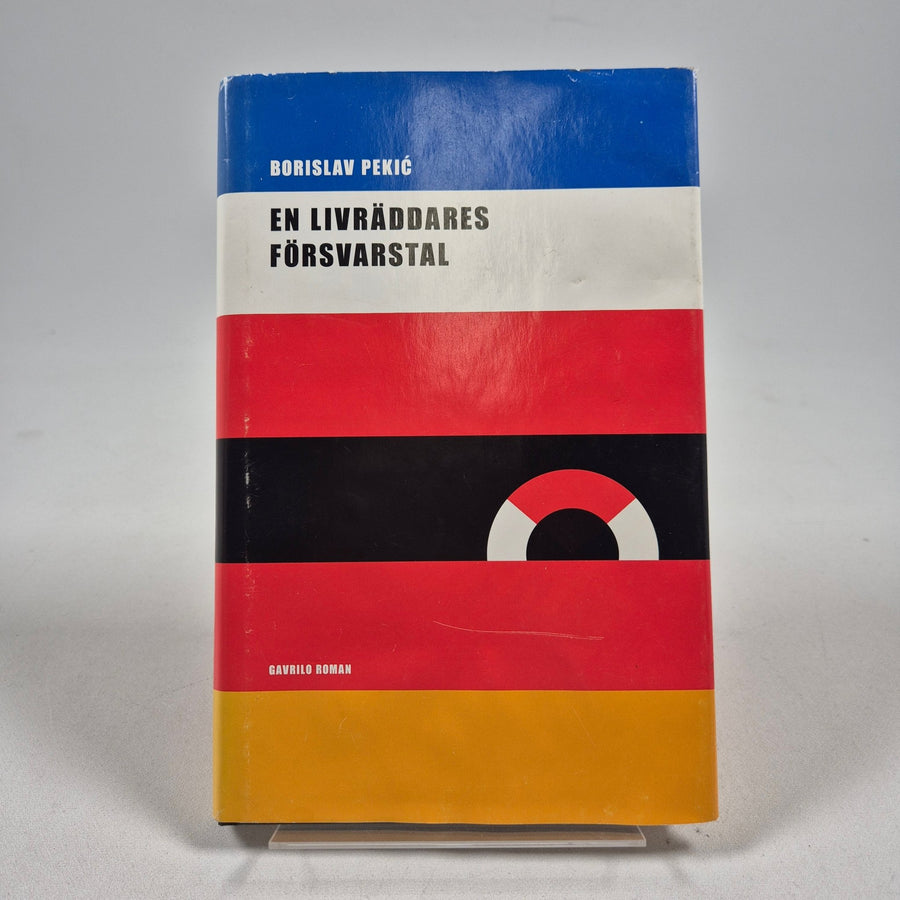 BORISLAV PEKIĆ
EN LIVRÄDDARES
FÖRSVARSTAL
GAVRILO ROMAN